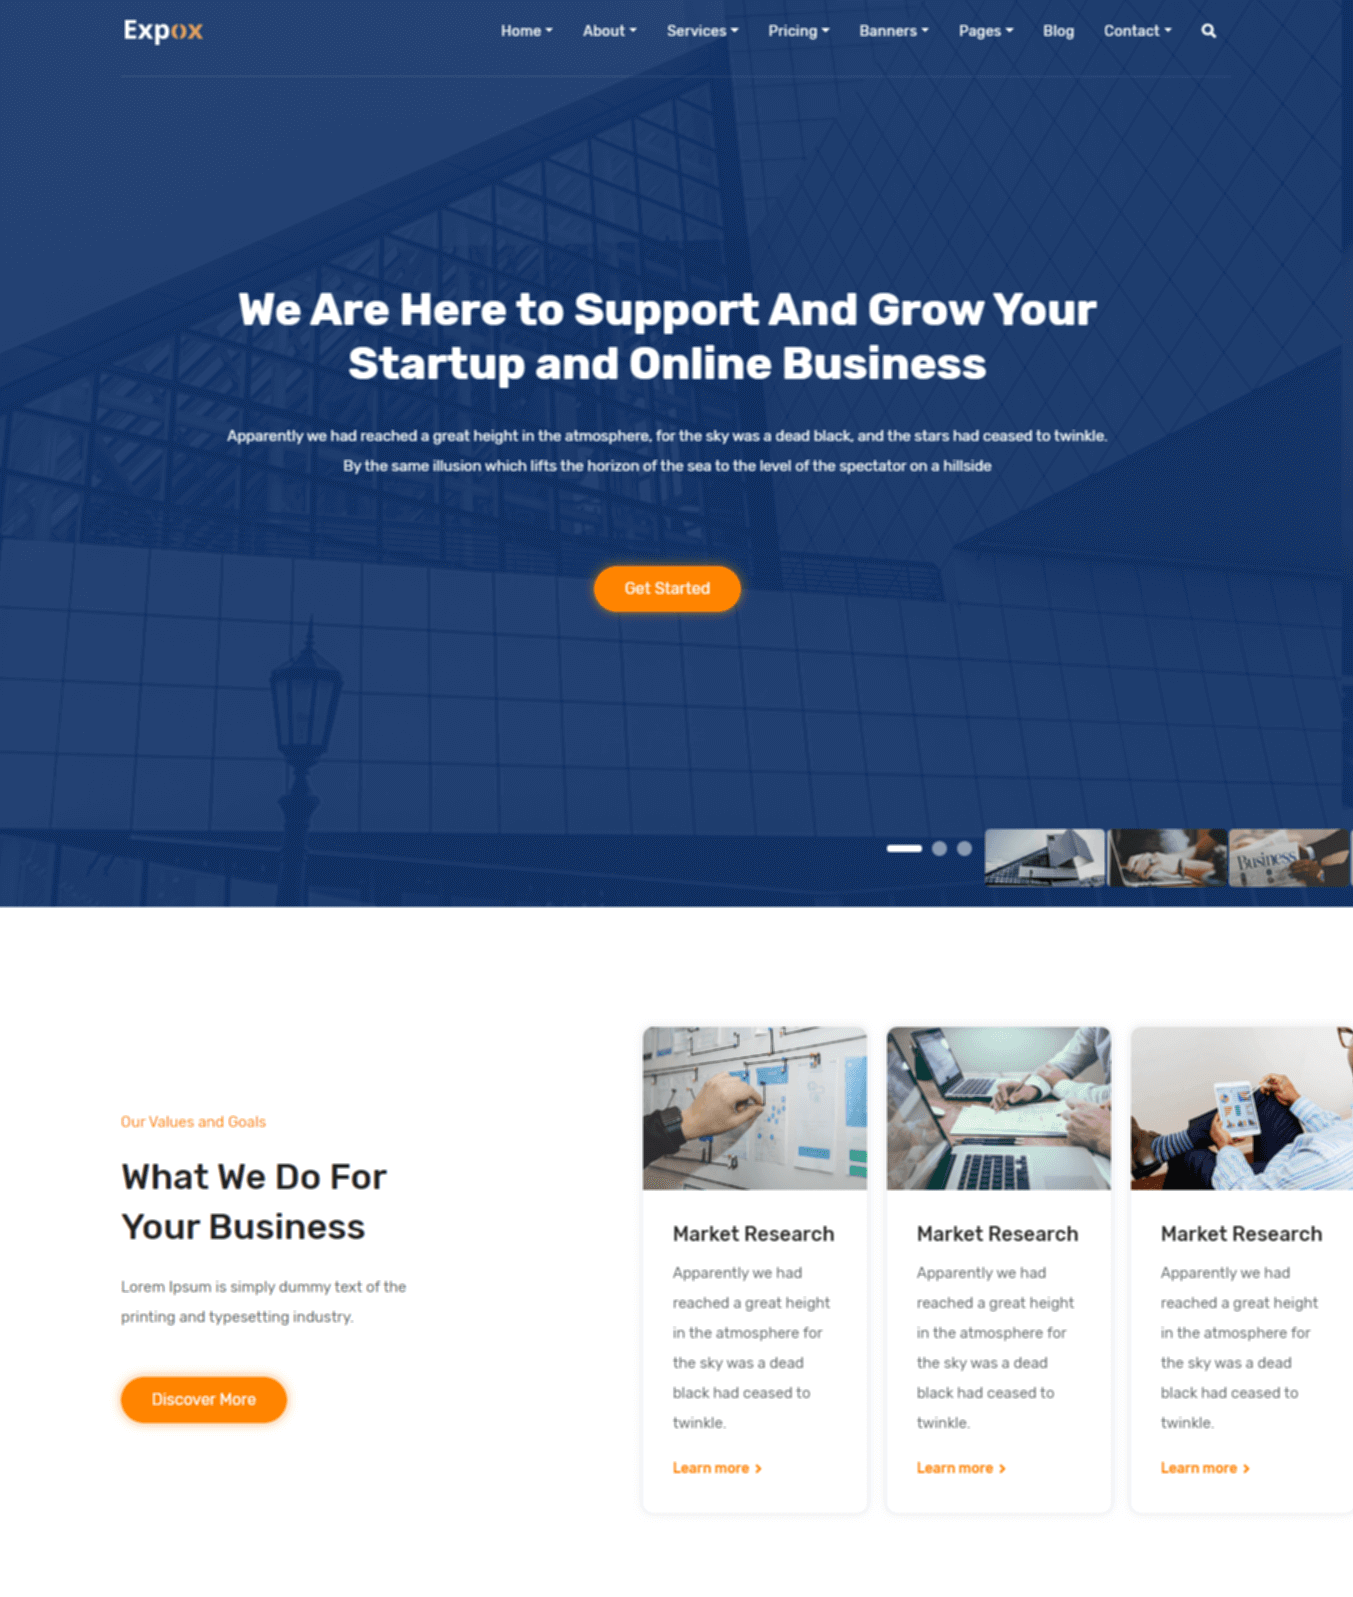 Expox
Home About Services Pricing Banners Pages Blog Contact
We Are Here to Support And Grow Your
Startup and Online Business
Apparently we had reached a great height in the atmosphere, for the sky was a dead black, and the stars had ceased to twinkle.
By the same illusion which lifts the horizon of the sea to the level of the spectator on a hillside
Get Started
Business
Our Values and Goals
What We Do For
Your Business
Lorem Ipsum is simply dummy text of the
printing and typesetting industry.
Discover More
Market Research
Apparently we had
reached a great height
in the atmosphere for
the sky was a dead
black had ceased to
twinkle.
Learn more
Market Research
Apparently we had
reached a great height
in the atmosphere for
the sky was a dead
black had ceased to
twinkle.
Learn more
Market Research
Apparently we had
reached a great height
in the atmosphere for
the sky was a dead
black had ceased to
twinkle.
Learn more